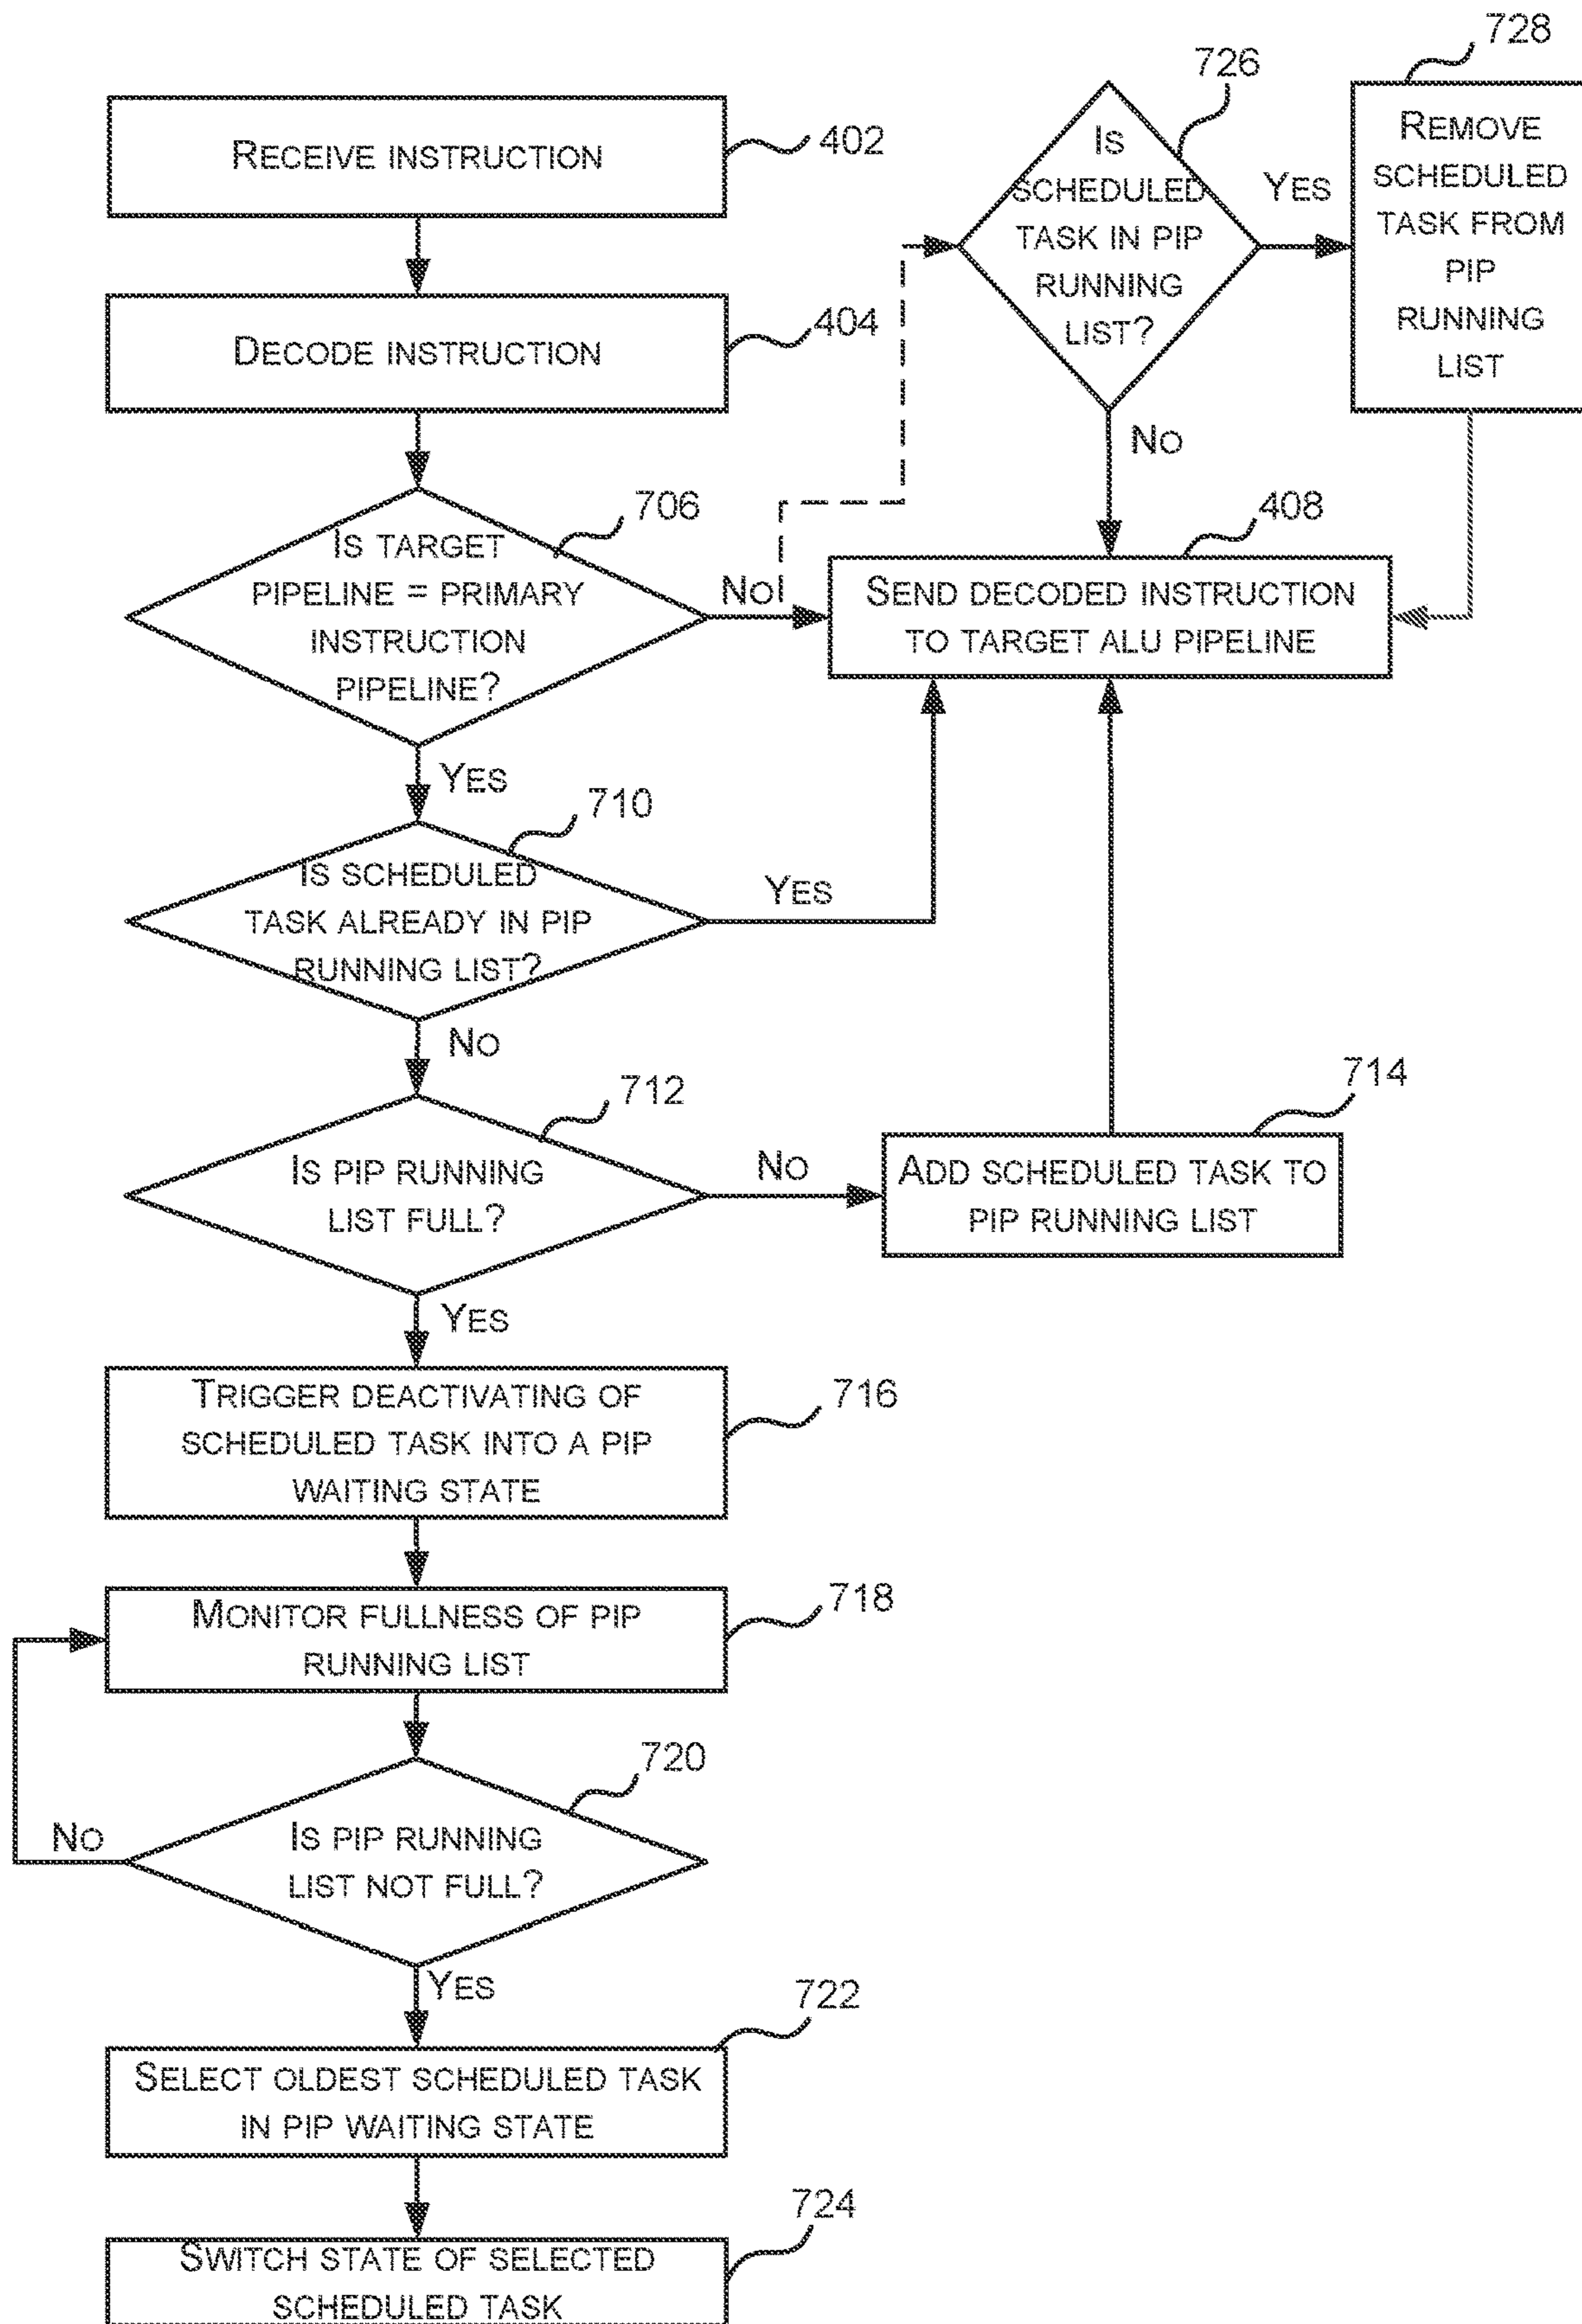 RECEIVE INSTRUCTION
402
DECODE INSTRUCTION
404
IS TARGET
PIPELINE = PRIMARY
INSTRUCTION
PIPELINE?
706
NO
YES
726
IS
SCHEDULED
TASK IN PIP
RUNNING
LIST?
YES
NO
728
REMOVE
SCHEDULED
TASK FROM
PIP
RUNNING
LIST
408
SEND DECODED INSTRUCTION
TO TARGET ALU PIPELINE
710
IS SCHEDULED
TASK ALREADY IN PIP
RUNNING LIST?
YES
NO
712
IS PIP RUNNING
LIST FULL?
NO
YES
714
ADD SCHEDULED TASK TO
PIP RUNNING LIST
TRIGGER DEACTIVATING OF
SCHEDULED TASK INTO A PIP
WAITING STATE
716
MONITOR FULLNESS OF PIP
RUNNING LIST
718
720
IS PIP RUNNING
LIST NOT FULL?
NO
YES
722
SELECT OLDEST SCHEDULED TASK
IN PIP WAITING STATE
724
SWITCH STATE OF SELECTED
SCHEDULED TASK